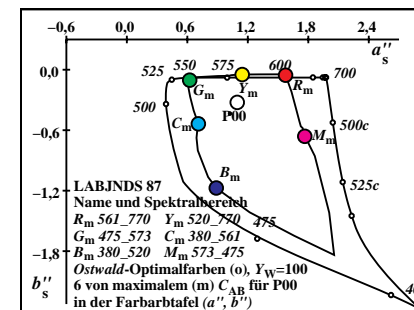 −0,6 0,0 0,6 1,2 1,8 2,4
a''s
0,0
525 550 575 600 700
Gm Ym Rm
500
P00
Cm
500c
−0,6
Mm
Bm
525c
−1,2
LABJNDS 87
Name und Spektralbereich
Rm 561_770 Ym 520_770
475
Gm 475_573 Cm 380_561
−1,8
Bm 380_520 Mm 573_475
b''s
Ostwald-Optimalfarben (o), YW=100
6 von maximalem (m) CAB für P00
in der Farbarbtafel (a'', b'')